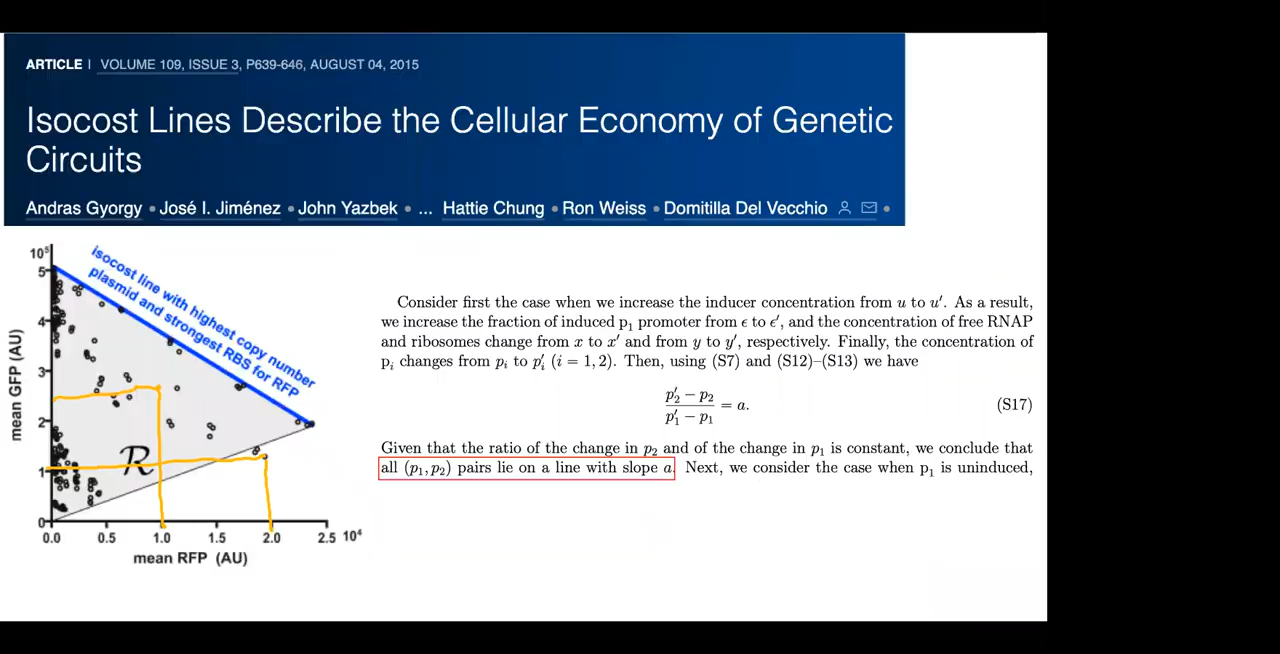 ARTICLE | VOLUME 109, ISSUE 3, P639-646, AUGUST 04, 2015
Isocost Lines Describe the Cellular Economy of Genetic
Circuits
Andras Gyorgy • José I. Jiménez • John Yazbek • ... Hattie Chung • Ron Weiss • Domitilla Del Vecchio •
10⁵
5
4
3
2
1
0
mean GFP (AU)
isocost line with highest copy number
plasmid and strongest RBS for RFP
R
0.0 0.5 1.0 1.5 2.0 2.5 10⁴
mean RFP (AU)
Consider first the case when we increase the inducer concentration from u to u′. As a result,
we increase the fraction of induced p₁ promoter from ϵ to ϵ′, and the concentration of free RNAP
and ribosomes change from x to x′ and from y to y′, respectively. Finally, the concentration of
pᵢ changes from pᵢ to pᵢ′ (i = 1, 2). Then, using (S7) and (S12)–(S13) we have
p₂′ − p₂
p₁′ − p₁
= a.
(S17)
Given that the ratio of the change in p₂ and of the change in p₁ is constant, we conclude that
all (p₁, p₂) pairs lie on a line with slope a. Next, we consider the case when p₁ is uninduced,